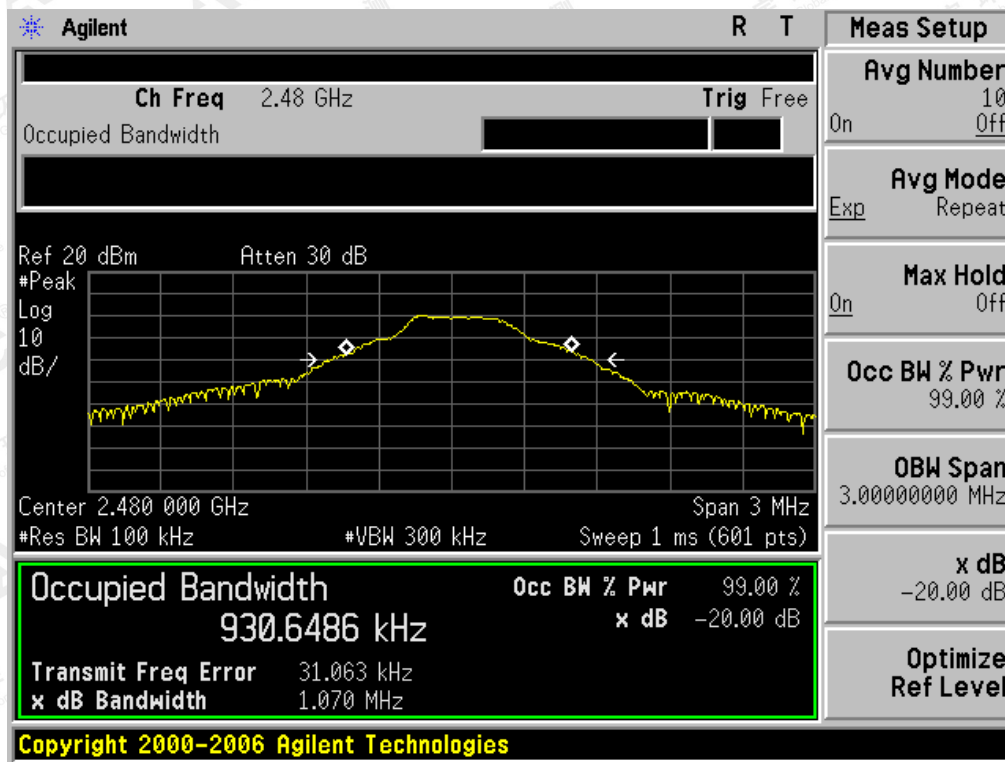 Agilent R T
Ch Freq 2.48 GHz Trig Free
Occupied Bandwidth
Ref 20 dBm Atten 30 dB
#Peak
Log
10
dB/
Center 2.480 000 GHz Span 3 MHz
#Res BW 100 kHz #VBW 300 kHz Sweep 1 ms (601 pts)
Occupied Bandwidth Occ BW % Pwr 99.00 %
930.6486 kHz x dB -20.00 dB
Transmit Freq Error 31.063 kHz
x dB Bandwidth 1.070 MHz
Copyright 2000-2006 Agilent Technologies
Meas Setup
Avg Number
10
On Off
Avg Mode
Exp Repeat
Max Hold
On Off
Occ BW % Pwr
99.00 %
OBW Span
3.00000000 MHz
x dB
-20.00 dB
Optimize
Ref Level